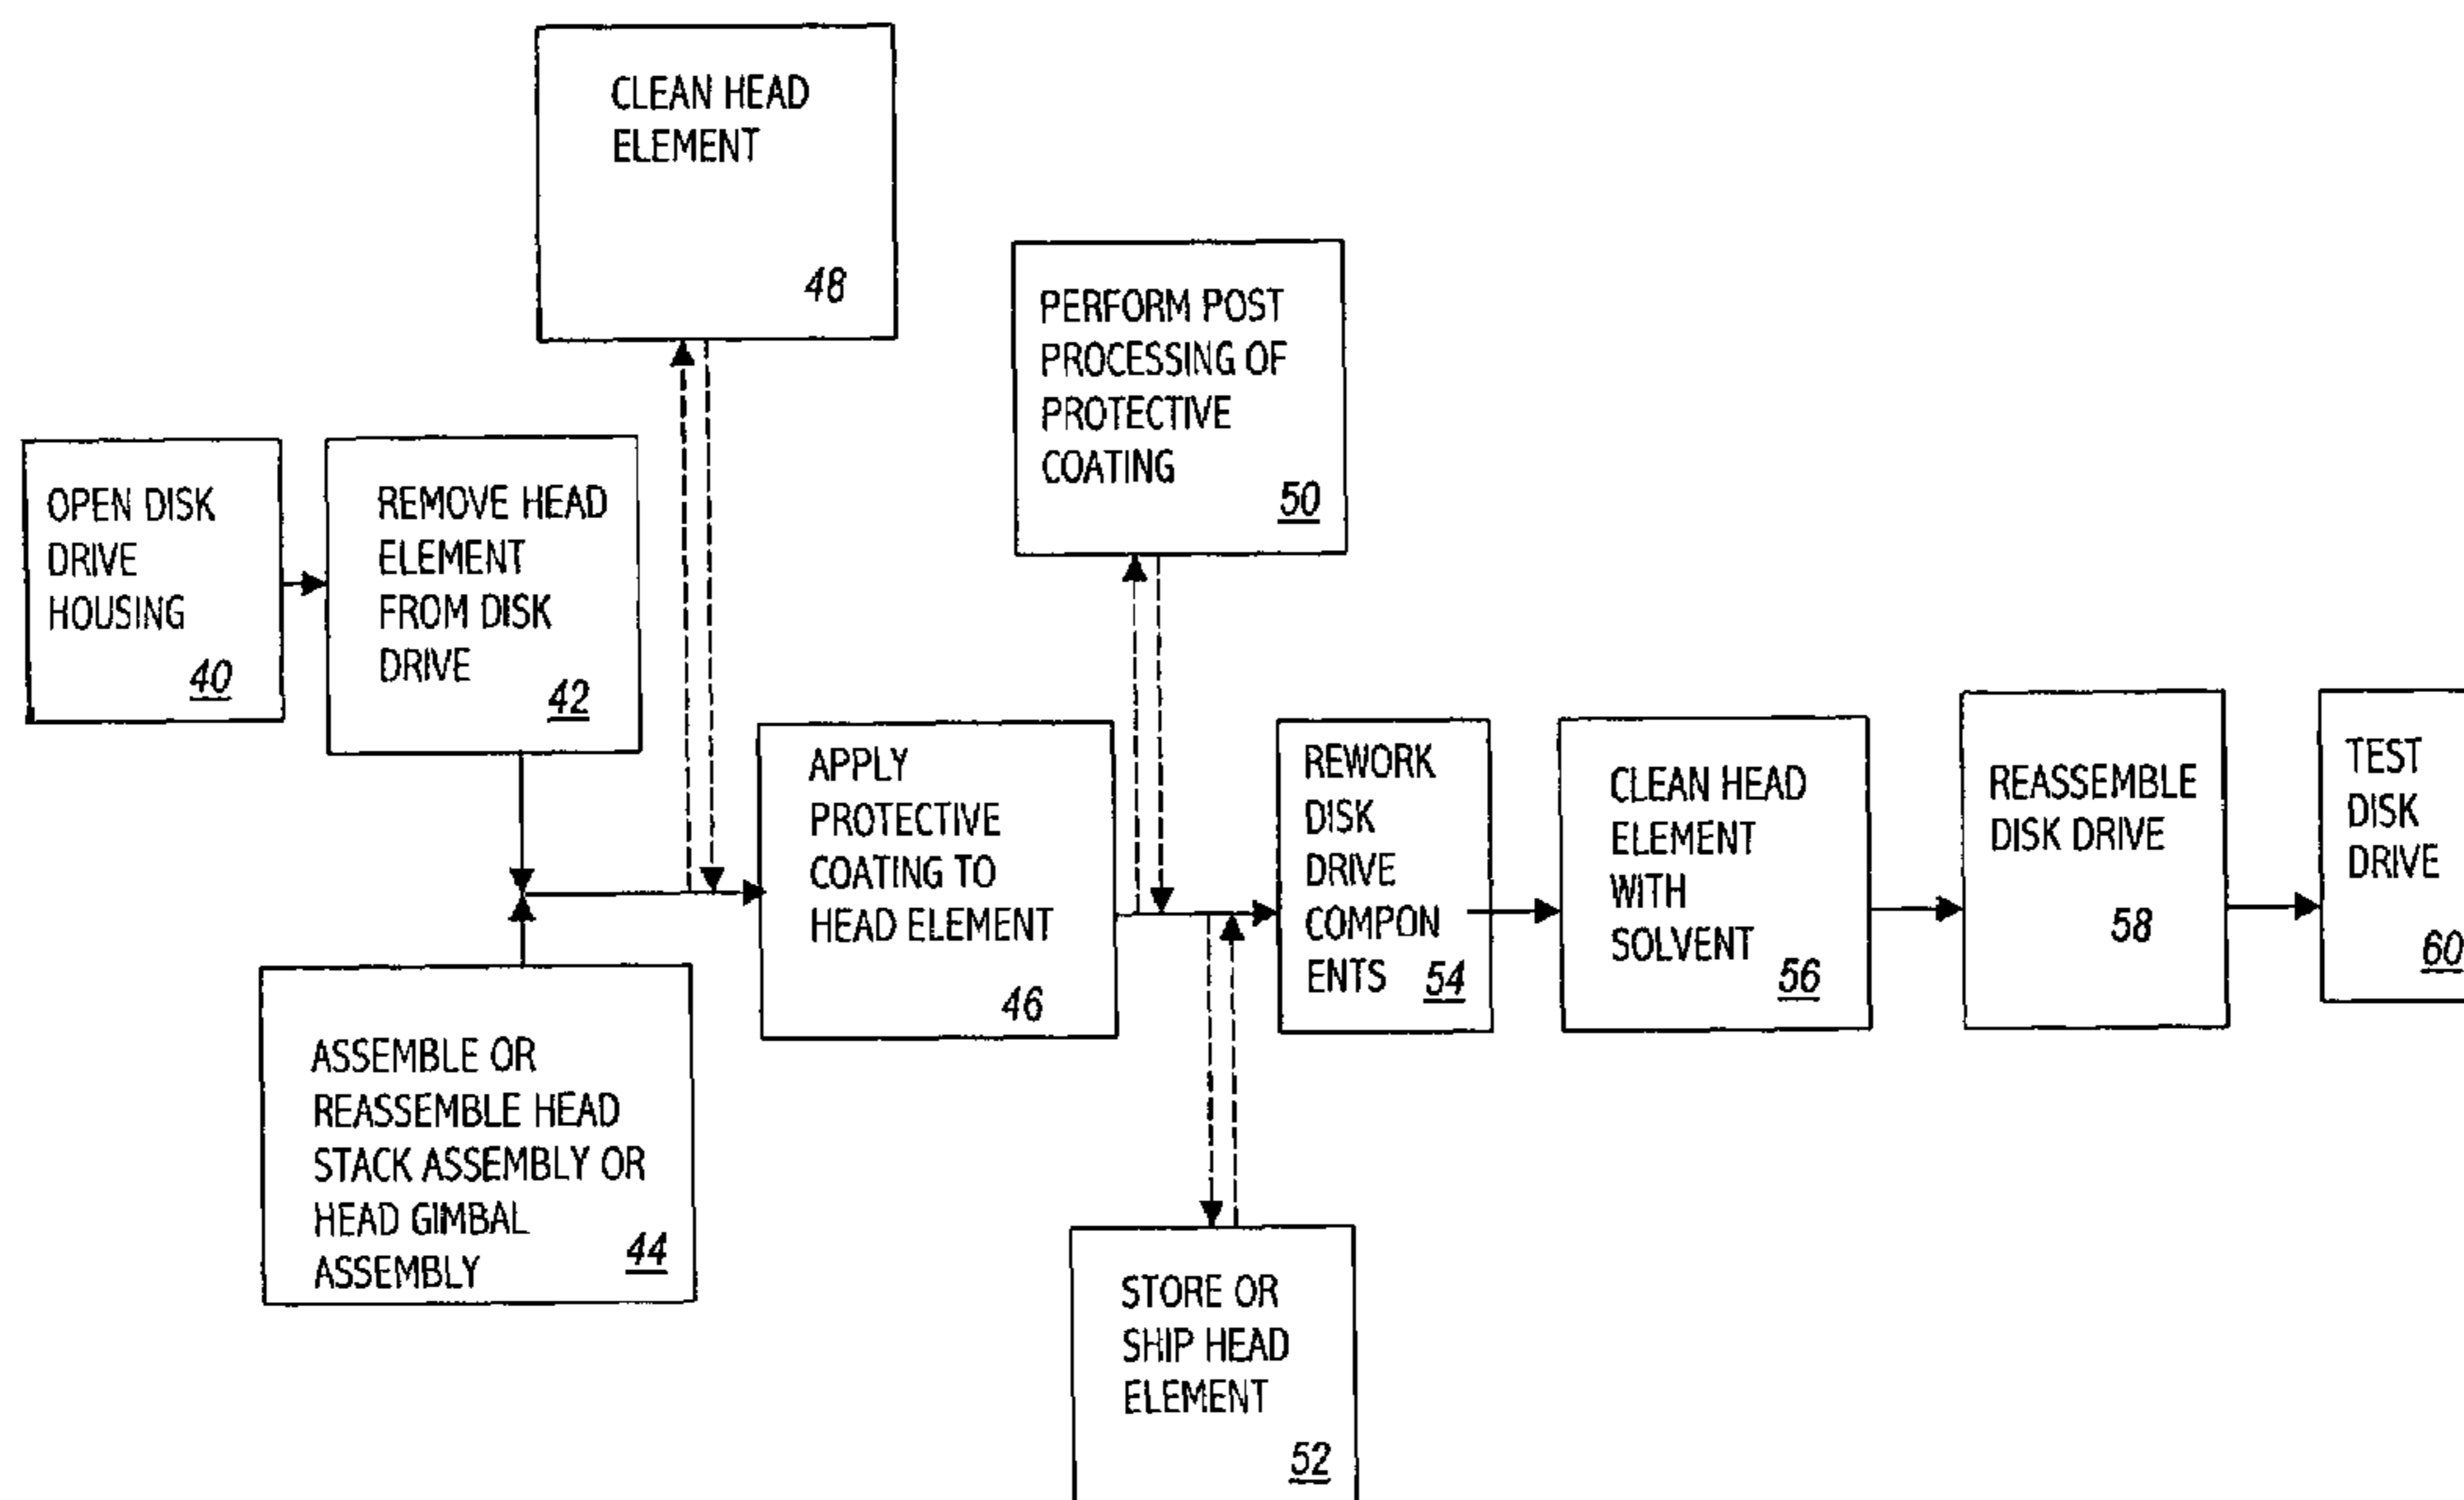 CLEAN HEAD
ELEMENT
48
PERFORM POST
PROCESSING OF
PROTECTIVE
COATING
50
OPEN DISK
DRIVE
HOUSING
40
REMOVE HEAD
ELEMENT
FROM DISK
DRIVE
42
APPLY
PROTECTIVE
COATING TO
HEAD ELEMENT
46
REWORK
DISK
DRIVE
COMPON
ENTS
54
CLEAN HEAD
ELEMENT
WITH
SOLVENT
56
REASSEMBLE
DISK DRIVE
58
TEST
DISK
DRIVE
60
ASSEMBLE OR
REASSEMBLE HEAD
STACK ASSEMBLY OR
HEAD GIMBAL
ASSEMBLY
44
STORE OR
SHIP HEAD
ELEMENT
52